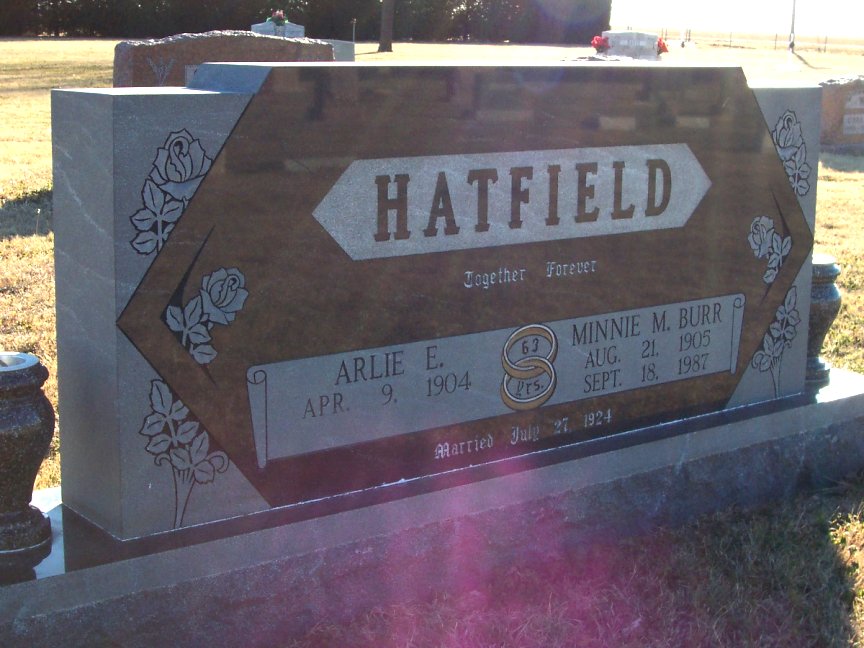 HATFIELD
Together Forever
ARLIE E.
APR. 9, 1904
63
Yrs.
MINNIE M. BURR
AUG. 21, 1905
SEPT. 18, 1987
Married July 27, 1924